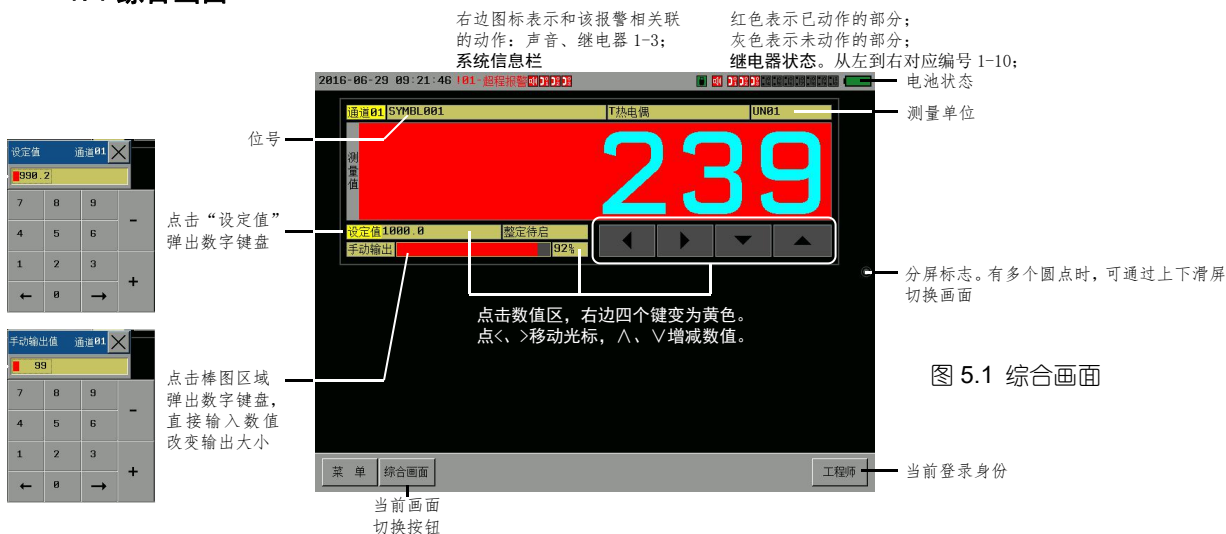 右边图标表示和该报警相关联
的动作：声音、继电器 1-3；
系统信息栏
红色表示已动作的部分；
灰色表示未动作的部分；
继电器状态。从左到右对应编号 1-10；
2016-06-29 09:21:46 !01-超程报警
电池状态
通道01 SYMBL001 T热电偶 UN01
测量单位
位号
测量值
239
设定值 通道01
990.2
7 8 9 -
4 5 6
1 2 3 +
← 0 →
点击“设定值”
弹出数字键盘
设定值1000.0 整定待启
手动输出 92%
分屏标志。有多个圆点时，可通过上下滑屏
切换画面
点击数值区，右边四个键变为黄色。
点<、>移动光标，∧、∨增减数值。
手动输出值 通道01
99
7 8 9 -
4 5 6
1 2 3 +
← 0 →
点击棒图区域
弹出数字键盘，
直接输入数值
改变输出大小
图 5.1 综合画面
菜 单 综合画面 工程师
当前登录身份
当前画面
切换按钮